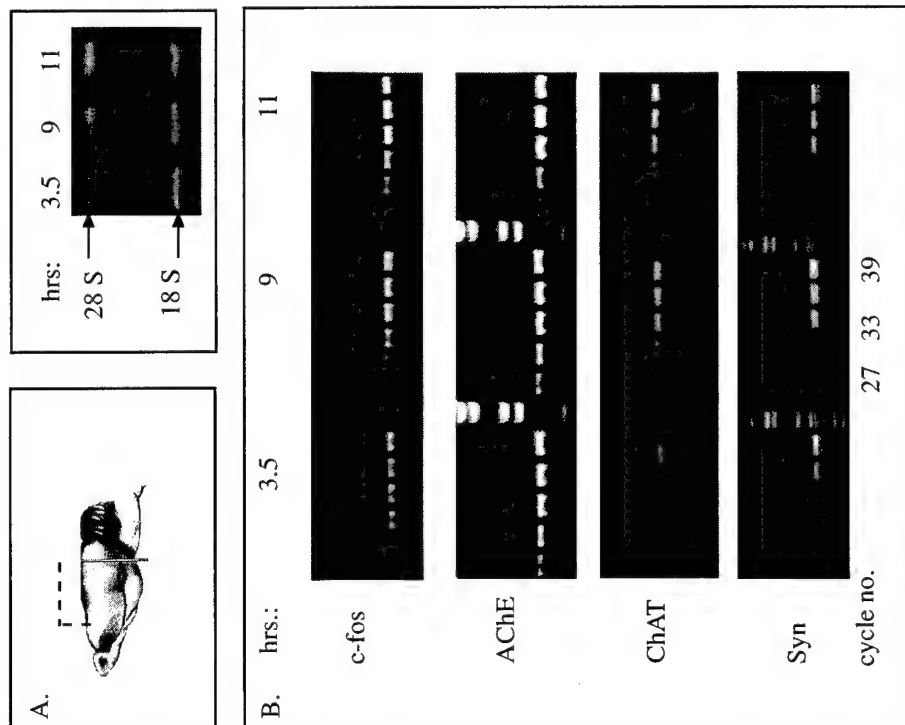 A.
hrs: 3.5 9 11
28 S
18 S
B.
hrs.: 3.5 9 11
c-fos
AChE
ChAT
Syn
cycle no. 27 33 39